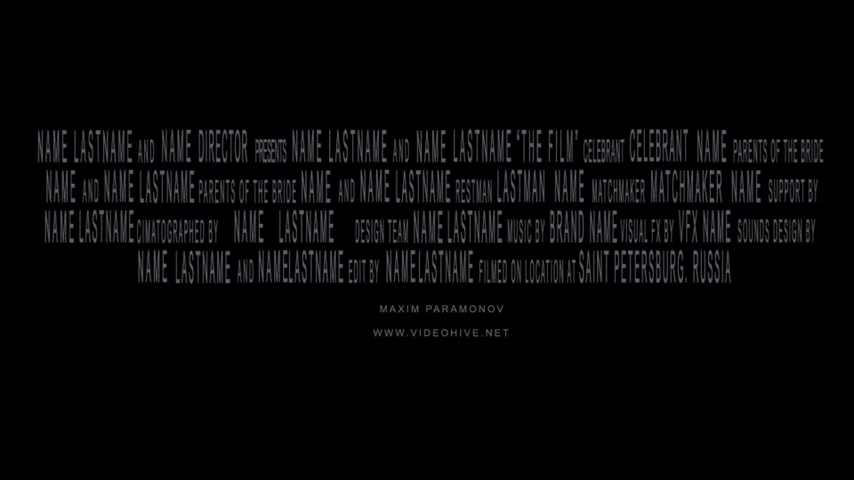 NAME LASTNAME AND NAME DIRECTOR PRESENTS NAME LASTNAME AND NAME LASTNAME "THE FILM" CELEBRANT CELEBRANT NAME PARENTS OF THE BRIDE
NAME AND NAME LASTNAME PARENTS OF THE BRIDE NAME AND NAME LASTNAME RESTMAN LASTMAN NAME MATCHMAKER MATCHMAKER NAME SUPPORT BY
NAME LASTNAME CIMATOGRAPHED BY NAME LASTNAME DESIGN TEAM NAME LASTNAME MUSIC BY BRAND NAME VISUAL FX BY VFX NAME SOUNDS DESIGN BY
NAME LASTNAME AND NAMELASTNAME EDIT BY NAMELASTNAME FILMED ON LOCATION AT SAINT PETERSBURG, RUSSIA
MAXIM PARAMONOV
WWW.VIDEOHIVE.NET